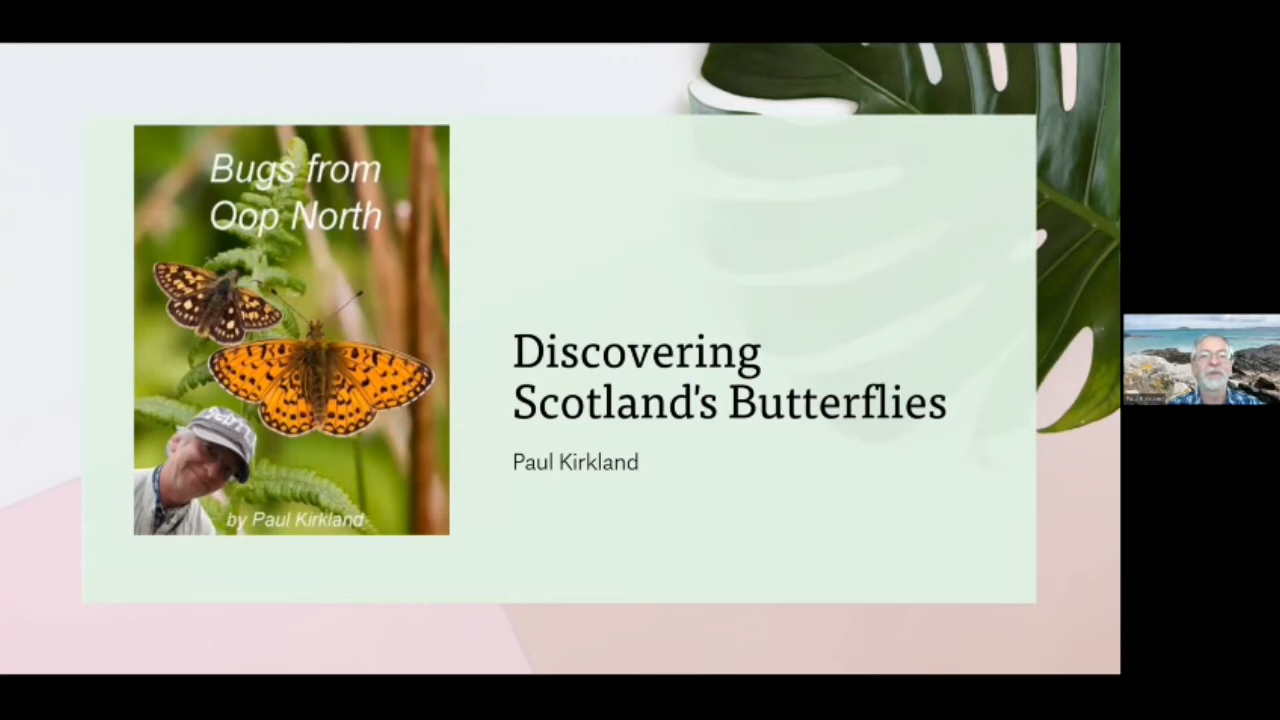 Bugs from
Oop North
by Paul Kirkland
Discovering
Scotland's Butterflies
Paul Kirkland